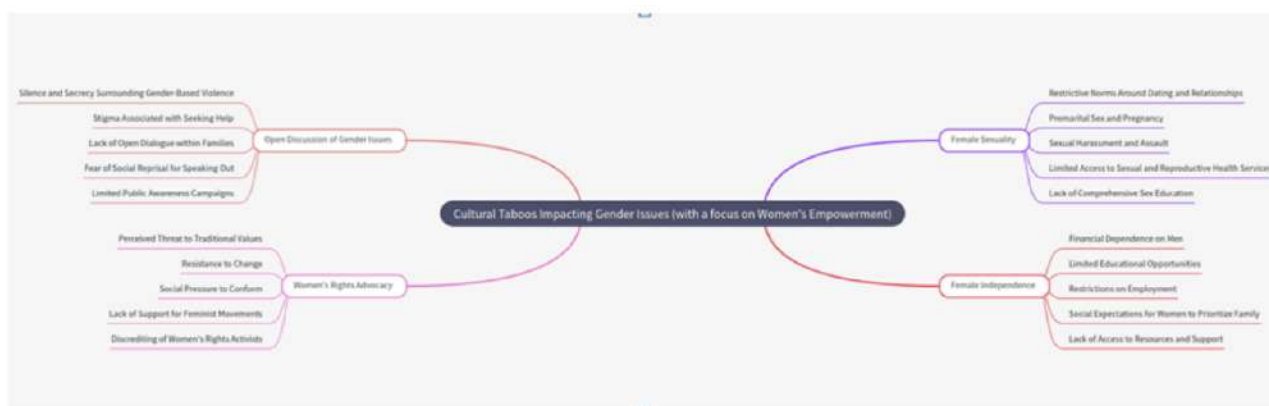 Cultural Taboos Impacting Gender Issues (with a focus on Women's Empowerment)
Open Discussion of Gender Issues
Silence and Secrecy Surrounding Gender-Based Violence
Stigma Associated with Seeking Help
Lack of Open Dialogue within Families
Fear of Social Reprisal for Speaking Out
Limited Public Awareness Campaigns
Women's Rights Advocacy
Perceived Threat to Traditional Values
Resistance to Change
Social Pressure to Conform
Lack of Support for Feminist Movements
Discrediting of Women's Rights Activists
Female Sexuality
Restrictive Norms Around Dating and Relationships
Premarital Sex and Pregnancy
Sexual Harassment and Assault
Limited Access to Sexual and Reproductive Health Services
Lack of Comprehensive Sex Education
Female Independence
Financial Dependence on Men
Limited Educational Opportunities
Restrictions on Employment
Social Expectations for Women to Prioritize Family
Lack of Access to Resources and Support